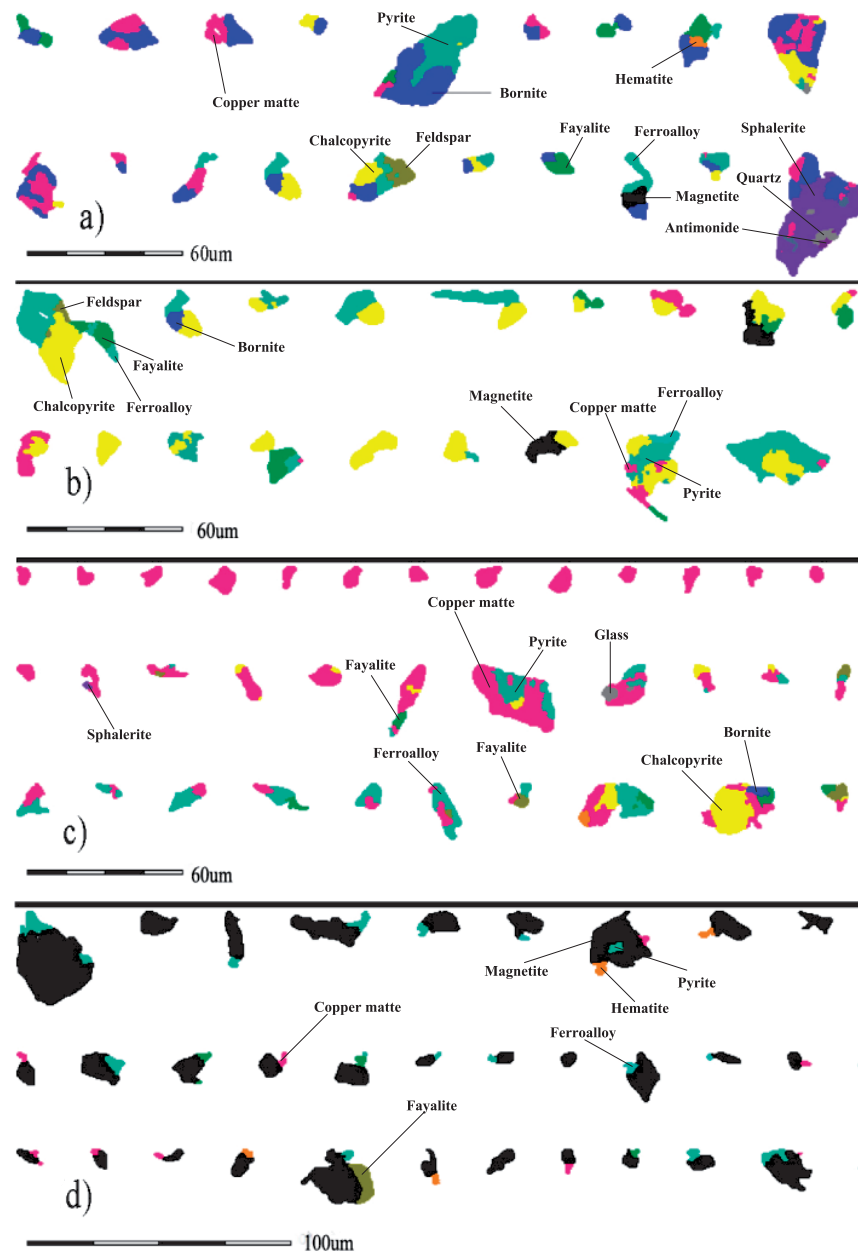 Pyrite
Copper matte
Bornite
Hematite
Chalcopyrite
Feldspar
Fayalite
Ferroalloy
Sphalerite
Quartz
Magnetite
Antimonide
a)
60um
Feldspar
Bornite
Fayalite
Chalcopyrite
Ferroalloy
Magnetite
Copper matte
Ferroalloy
Pyrite
b)
60um
Copper matte
Pyrite
Glass
Fayalite
Sphalerite
Bornite
Ferroalloy
Fayalite
Chalcopyrite
c)
60um
Magnetite
Pyrite
Hematite
Copper matte
Ferroalloy
Fayalite
d)
100um